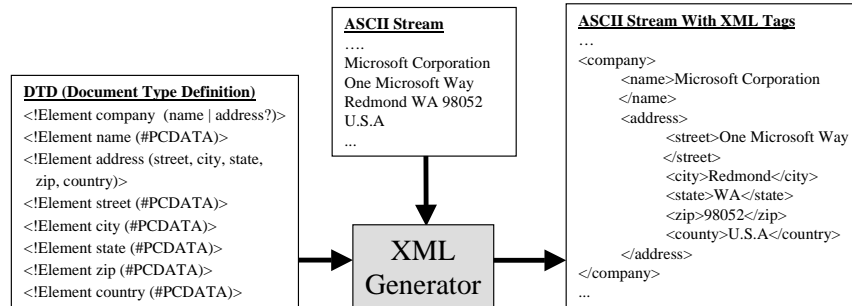 DTD (Document Type Definition)
<!Element company  (name | address?)>
<!Element name (#PCDATA)>
<!Element address (street, city, state,
zip, country)>
<!Element street (#PCDATA)>
<!Element city (#PCDATA)>
<!Element state (#PCDATA)>
<!Element zip (#PCDATA)>
<!Element country (#PCDATA)>
ASCII Stream
….
Microsoft Corporation
One Microsoft Way
Redmond WA 98052
U.S.A
...
XML
Generator
ASCII Stream With XML Tags
…
<company>
<name>Microsoft Corporation
</name>
<address>
<street>One Microsoft Way
</street>
<city>Redmond</city>
<state>WA</state>
<zip>98052</zip>
<county>U.S.A</country>
</address>
</company>
...